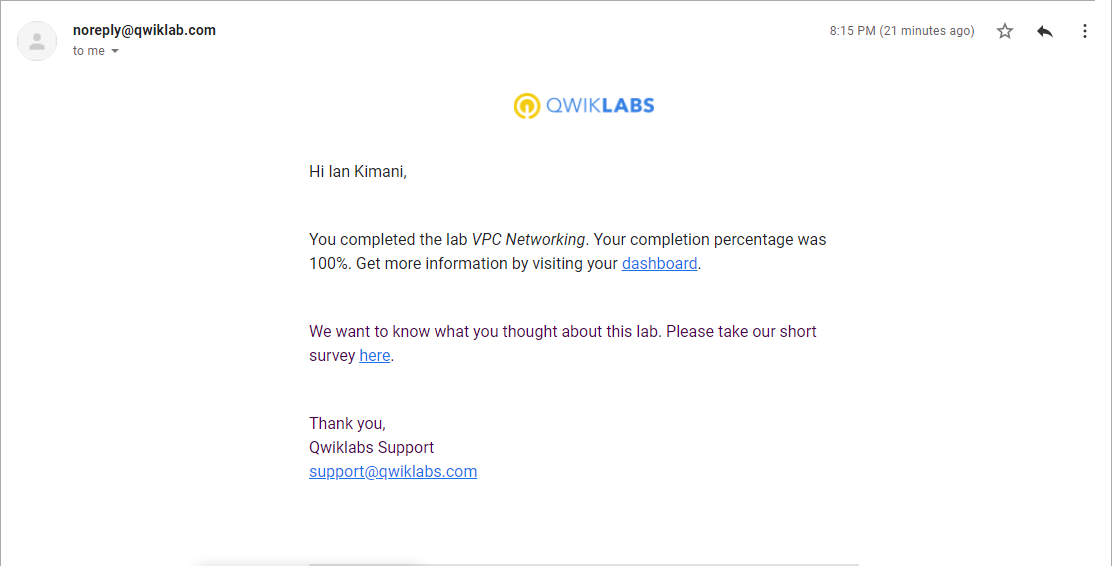 noreply@qwiklab.com
8:15 PM (21 minutes ago)
to me
QWIKLABS
Hi Ian Kimani,
You completed the lab VPC Networking. Your completion percentage was
100%. Get more information by visiting your dashboard.
We want to know what you thought about this lab. Please take our short
survey here.
Thank you,
Qwiklabs Support
support@qwiklabs.com